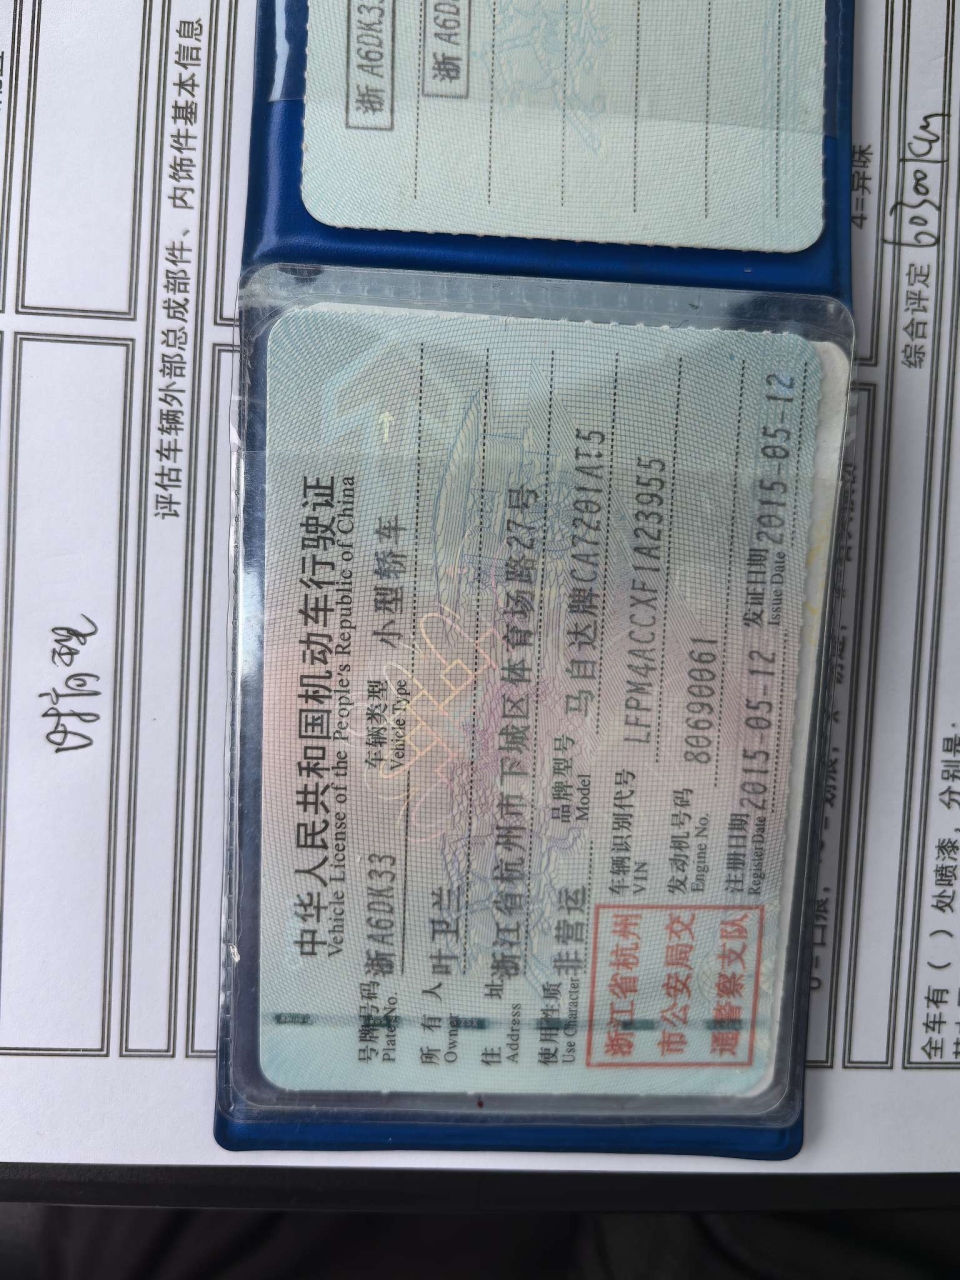 评估车辆外部总成部件、内饰件基本信息
浙A6DK33
中华人民共和国机动车行驶证
Vehicle License of the People's Republic of China
号牌号码 浙A6DK33 车辆类型 小型轿车
Plate No. Vehicle Type
所有人 叶卫兰
Owner
住址 浙江省杭州市下城区体育场路27号
Address
使用性质 非营运 品牌型号 马自达牌CA7201AT5
Use Character Model
浙江省杭州
市公安局交
通警察支队
车辆识别代号 LFPM4ACCXF1A23955
VIN
发动机号码 80690061
Engine No.
注册日期 2015-05-12 发证日期 2015-05-12
Register Date Issue Date
4=异味
综合评定
全车有( )处喷漆，分别是：